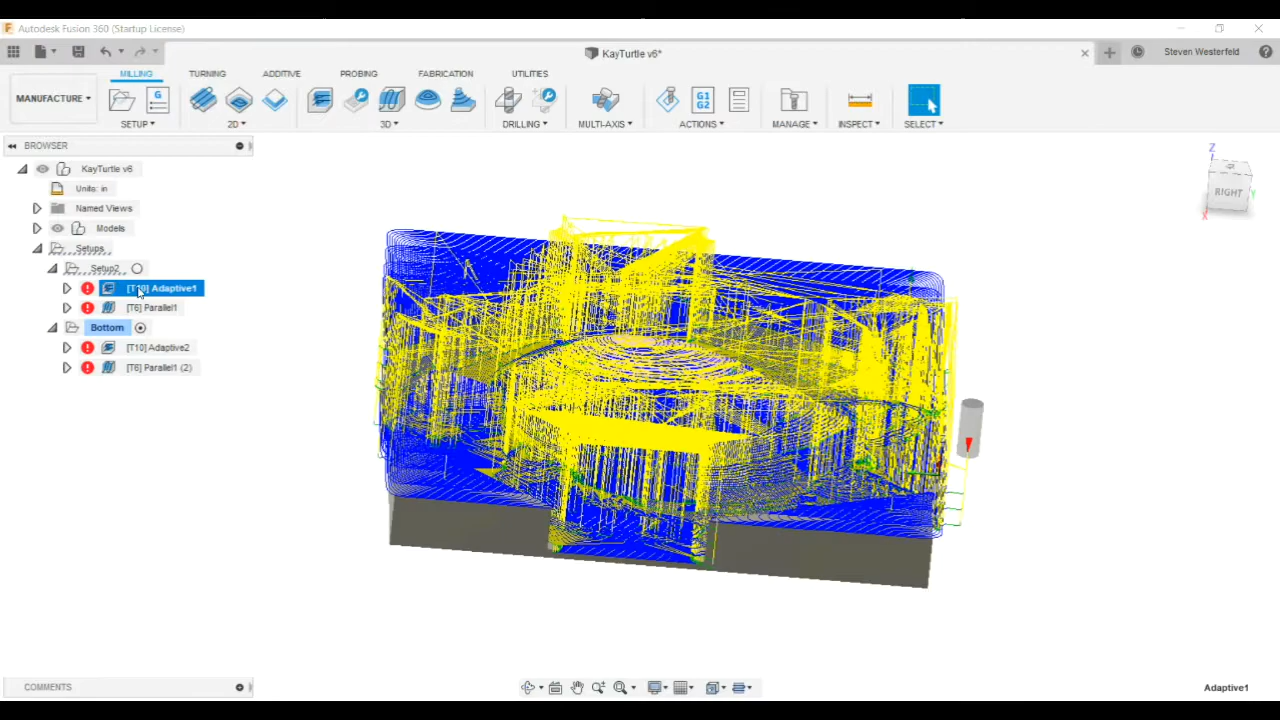 Autodesk Fusion 360 (Startup License)
KayTurtle v6*
Steven Westerfeld
MANUFACTURE
MILLING TURNING ADDITIVE PROBING FABRICATION UTILITIES
G
G1
G2
SETUP 2D 3D DRILLING MULTI-AXIS ACTIONS MANAGE INSPECT SELECT
BROWSER
KayTurtle v6
Units: in
Named Views
Models
Setups
Setup2
[T10] Adaptive1
[T6] Parallel1
Bottom
[T10] Adaptive2
[T6] Parallel1 (2)
Z
RIGHT
X
Y
COMMENTS
Adaptive1